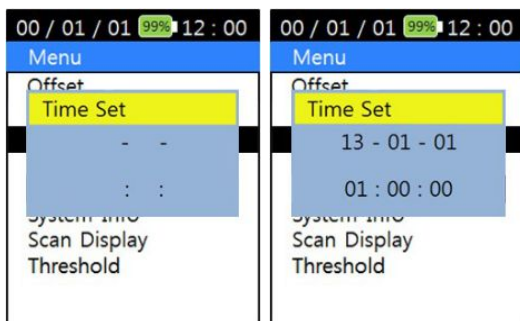 00 / 01 / 01 99% 12 : 00
Menu
Offset
Time Set
- -
: :
System Info
Scan Display
Threshold
00 / 01 / 01 99% 12 : 00
Menu
Offset
Time Set
13 - 01 - 01
01 : 00 : 00
System Info
Scan Display
Threshold